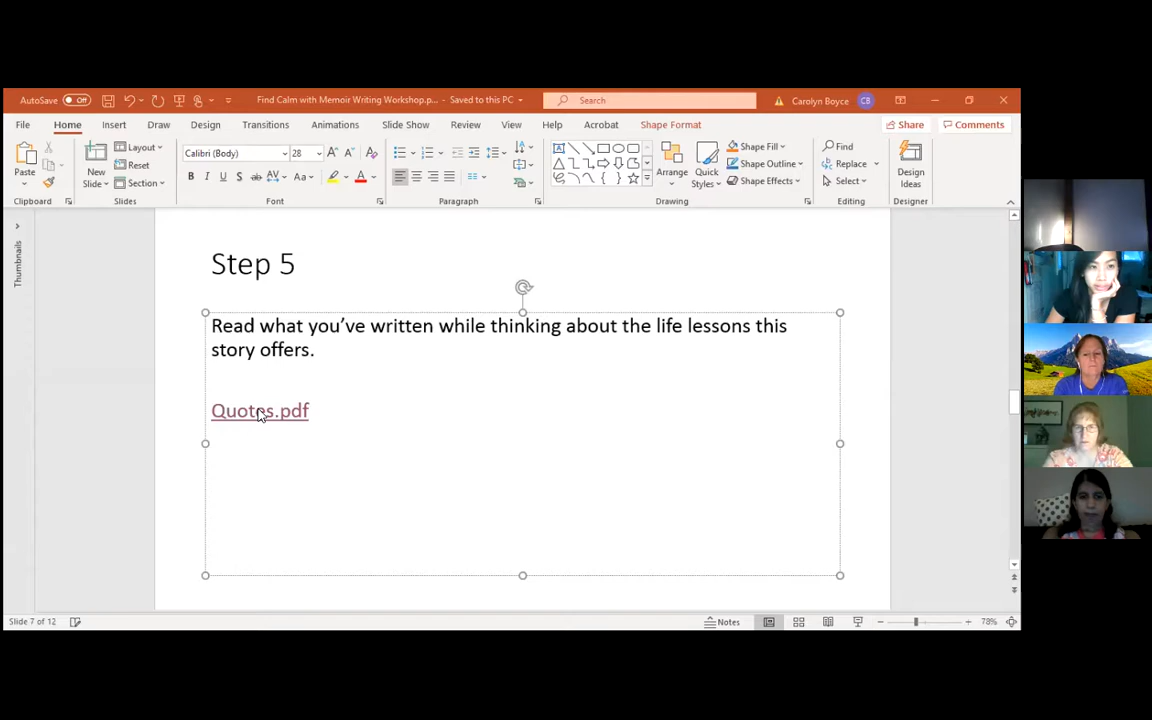 AutoSave Off Find Calm with Memoir Writing Workshop.p... - Saved to this PC Search Carolyn Boyce CB
File Home Insert Draw Design Transitions Animations Slide Show Review View Help Acrobat Shape Format Share Comments
Paste New Slide Layout Reset Section Calibri (Body) 28 Arrange Quick Styles Shape Fill Shape Outline Shape Effects Find Replace Select Design Ideas
Clipboard Slides Font Paragraph Drawing Editing Designer
Thumbnails
Step 5
Read what you’ve written while thinking about the life lessons this
story offers.
Quotes.pdf
Slide 7 of 12 Notes 78%